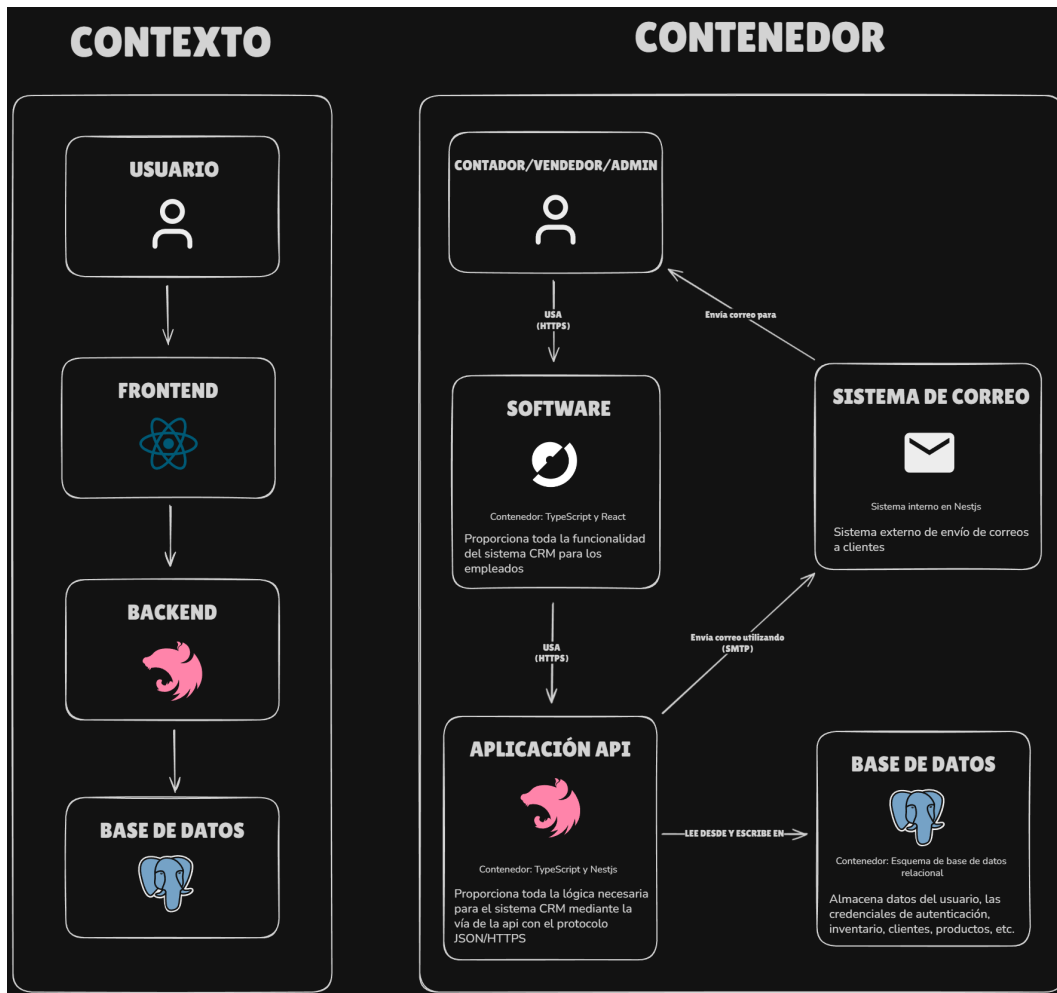 CONTEXTO
USUARIO
FRONTEND
BACKEND
BASE DE DATOS
CONTENEDOR
CONTADOR/VENDEDOR/ADMIN
USA
(HTTPS)
Envía correo para
SOFTWARE
Contenedor: TypeScript y React
Proporciona toda la funcionalidad
del sistema CRM para los
empleados
SISTEMA DE CORREO
Sistema interno en Nestjs
Sistema externo de envío de correos
a clientes
USA
(HTTPS)
Envía correo utilizando
(SMTP)
APLICACIÓN API
Contenedor: TypeScript y Nestjs
Proporciona toda la lógica necesaria
para el sistema CRM mediante la
vía de la api con el protocolo
JSON/HTTPS
LEE DESDE Y ESCRIBE EN
BASE DE DATOS
Contenedor: Esquema de base de datos
relacional
Almacena datos del usuario, las
credenciales de autenticación,
inventario, clientes, productos, etc.